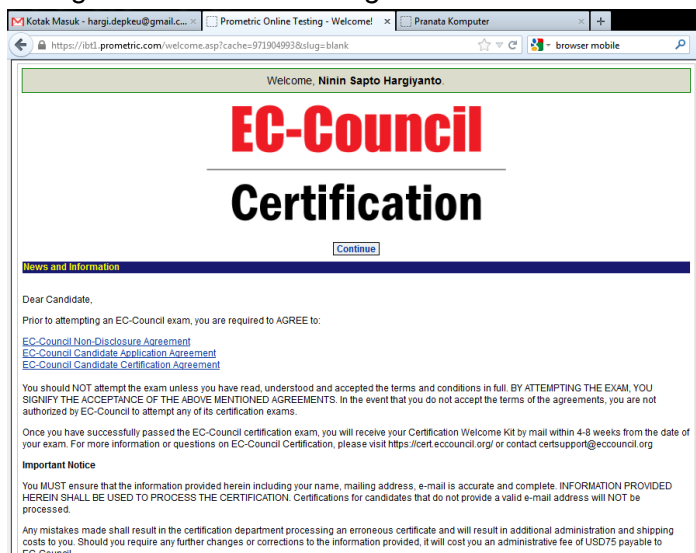 Kotak Masuk - hargi.depkeu@gmail.c...
Prometric Online Testing - Welcome!
Pranata Komputer
https://ibt1.prometric.com/welcome.asp?cache=971904993&slug=blank
browser mobile
Welcome, Ninin Sapto Hargiyanto.
EC-Council
Certification
Continue
News and Information
Dear Candidate,
Prior to attempting an EC-Council exam, you are required to AGREE to:
EC-Council Non-Disclosure Agreement
EC-Council Candidate Application Agreement
EC-Council Candidate Certification Agreement
You should NOT attempt the exam unless you have read, understood and accepted the terms and conditions in full. BY ATTEMPTING THE EXAM, YOU
SIGNIFY THE ACCEPTANCE OF THE ABOVE MENTIONED AGREEMENTS. In the event that you do not accept the terms of the agreements, you are not
authorized by EC-Council to attempt any of its certification exams.
Once you have successfully passed the EC-Council certification exam, you will receive your Certification Welcome Kit by mail within 4-8 weeks from the date of
your exam. For more information or questions on EC-Council Certification, please visit https://cert.eccouncil.org/ or contact certsupport@eccouncil.org
Important Notice
You MUST ensure that the information provided herein including your name, mailing address, e-mail is accurate and complete. INFORMATION PROVIDED
HEREIN SHALL BE USED TO PROCESS THE CERTIFICATION. Certifications for candidates that do not provide a valid e-mail address will NOT be
processed.
Any mistakes made shall result in the certification department processing an erroneous certificate and will result in additional administration and shipping
costs to you. Should you require any further changes or corrections to the information provided, it will cost you an administrative fee of USD75 payable to
EC-Council